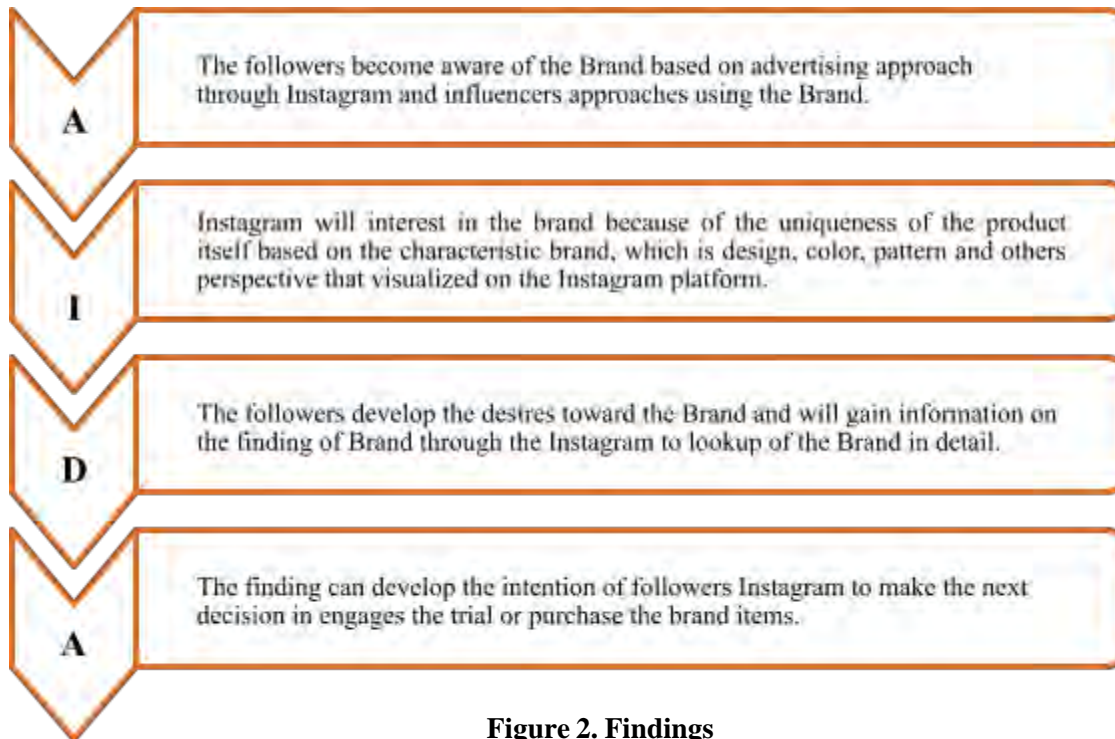 The followers become aware of the Brand based on advertising approach
through Instagram and influencers approaches using the Brand.
A
Instagram will interest in the brand because of the uniqueness of the product
itself based on the characteristic brand, which is design, color, pattern and others
perspective that visualized on the Instagram platform.
I
The followers develop the desires toward the Brand and will gain information on
the finding of Brand through the Instagram to lookup of the Brand in detail.
D
The finding can develop the intention of followers Instagram to make the next
decision in engages the trial or purchase the brand items.
A
Figure 2. Findings